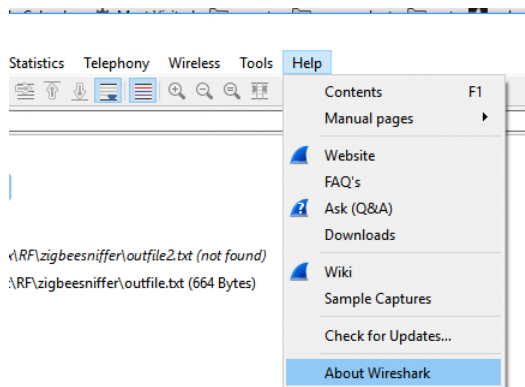 Statistics Telephony Wireless Tools Help
Contents F1
Manual pages
Website
FAQ's
Ask (Q&A)
Downloads
x\RF\zigbeesniffer\outfile2.txt (not found)
\RF\zigbeesniffer\outfile.txt (664 Bytes)
Wiki
Sample Captures
Check for Updates...
About Wireshark